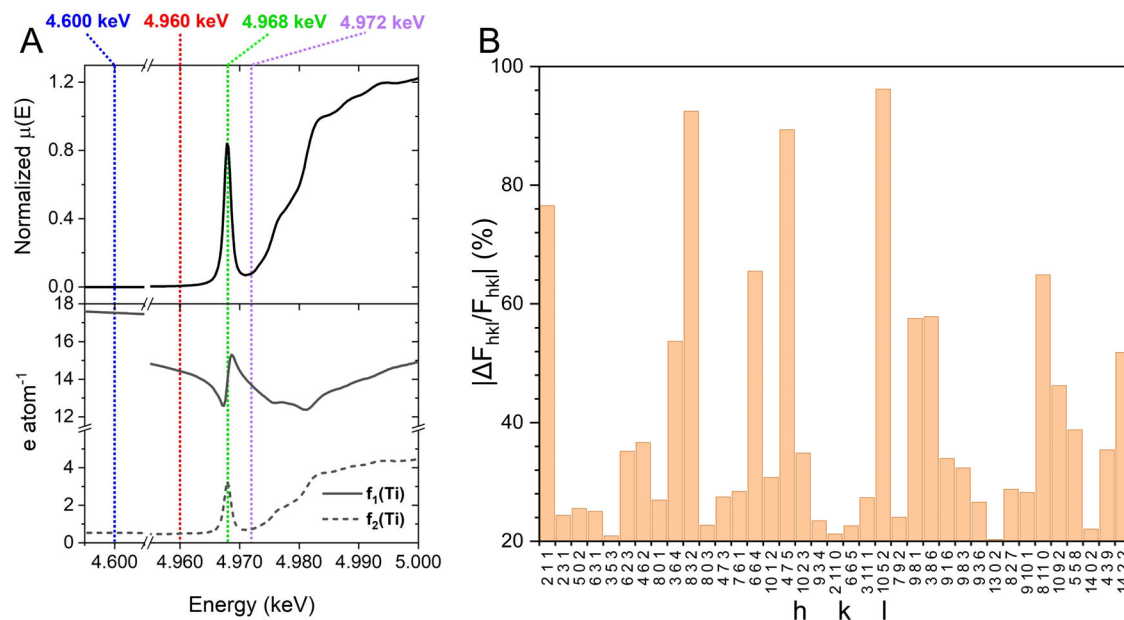 A
4.600 keV
4.960 keV
4.968 keV
4.972 keV
Normalized μ(E)
1.2
0.8
0.4
0.0
e atom⁻¹
18
16
14
12
4
2
0
f₁(Ti)
f₂(Ti)
4.600
4.960
4.970
4.980
4.990
5.000
Energy (keV)
B
|ΔFₕₖₗ/Fₕₖₗ| (%)
100
80
60
40
20
2 1 1
2 3 1
5 0 2
6 3 1
3 5 3
6 2 3
4 6 2
8 0 1
3 6 4
8 3 2
8 0 3
4 7 3
7 6 1
6 6 4
10 1 2
4 7 5
10 2 3
9 3 4
2 11 0
6 6 5
3 11 1
10 5 2
7 9 2
9 8 1
3 8 6
9 1 6
9 8 3
9 3 6
13 0 2
8 2 7
9 10 1
8 11 0
10 9 2
5 5 8
14 0 2
4 3 9
14 2 2
h k l